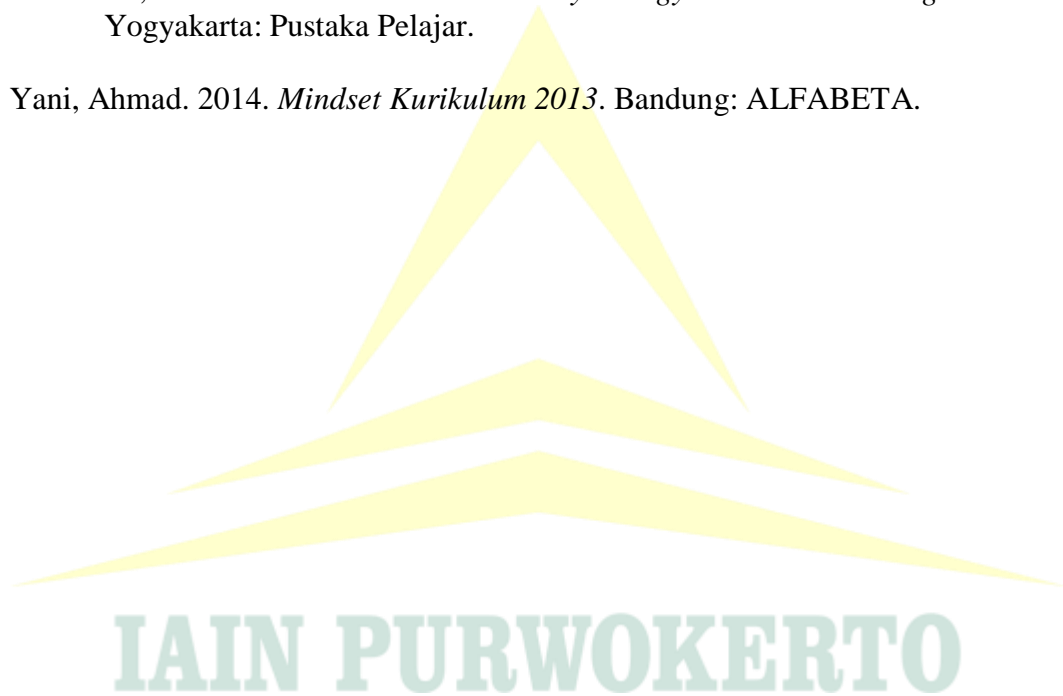 Yogyakarta: Pustaka Pelajar.
Yani, Ahmad. 2014. Mindset Kurikulum 2013. Bandung: ALFABETA.
IAIN PURWOKERTO